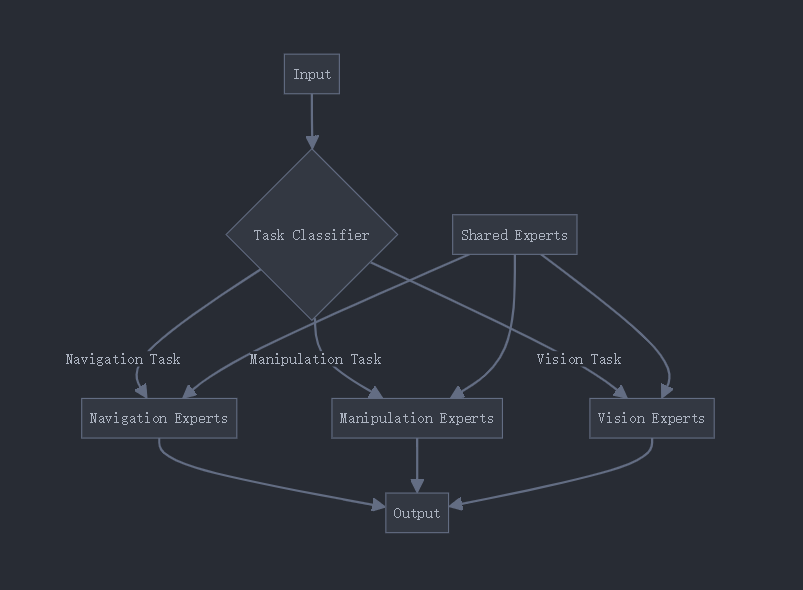 Input
Task Classifier
Shared Experts
Navigation Task
Manipulation Task
Vision Task
Navigation Experts
Manipulation Experts
Vision Experts
Output